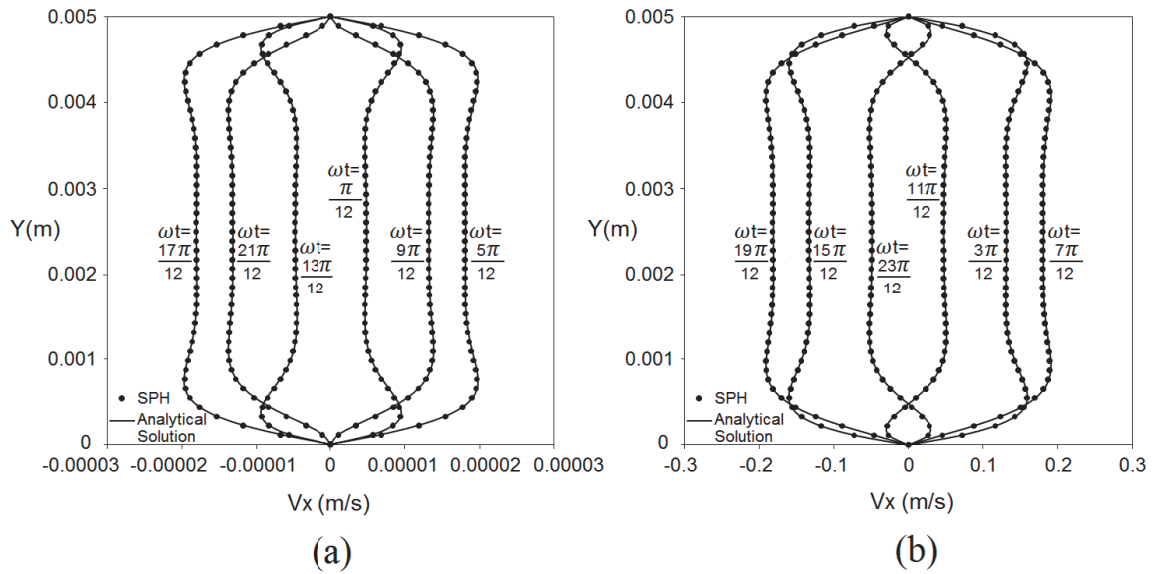 0.005
0.004
0.003
Y(m)
0.002
0.001
0
ωt=
17π
12
ωt=
21π
12
ωt=
13π
12
ωt=
π
12
ωt=
9π
12
ωt=
5π
12
SPH
Analytical
Solution
-0.00003 -0.00002 -0.00001 0 0.00001 0.00002 0.00003
Vx (m/s)
(a)
0.005
0.004
0.003
Y(m)
0.002
0.001
0
ωt=
19π
12
ωt=
15π
12
ωt=
23π
12
ωt=
11π
12
ωt=
3π
12
ωt=
7π
12
SPH
Analytical
Solution
-0.3 -0.2 -0.1 0 0.1 0.2 0.3
Vx (m/s)
(b)